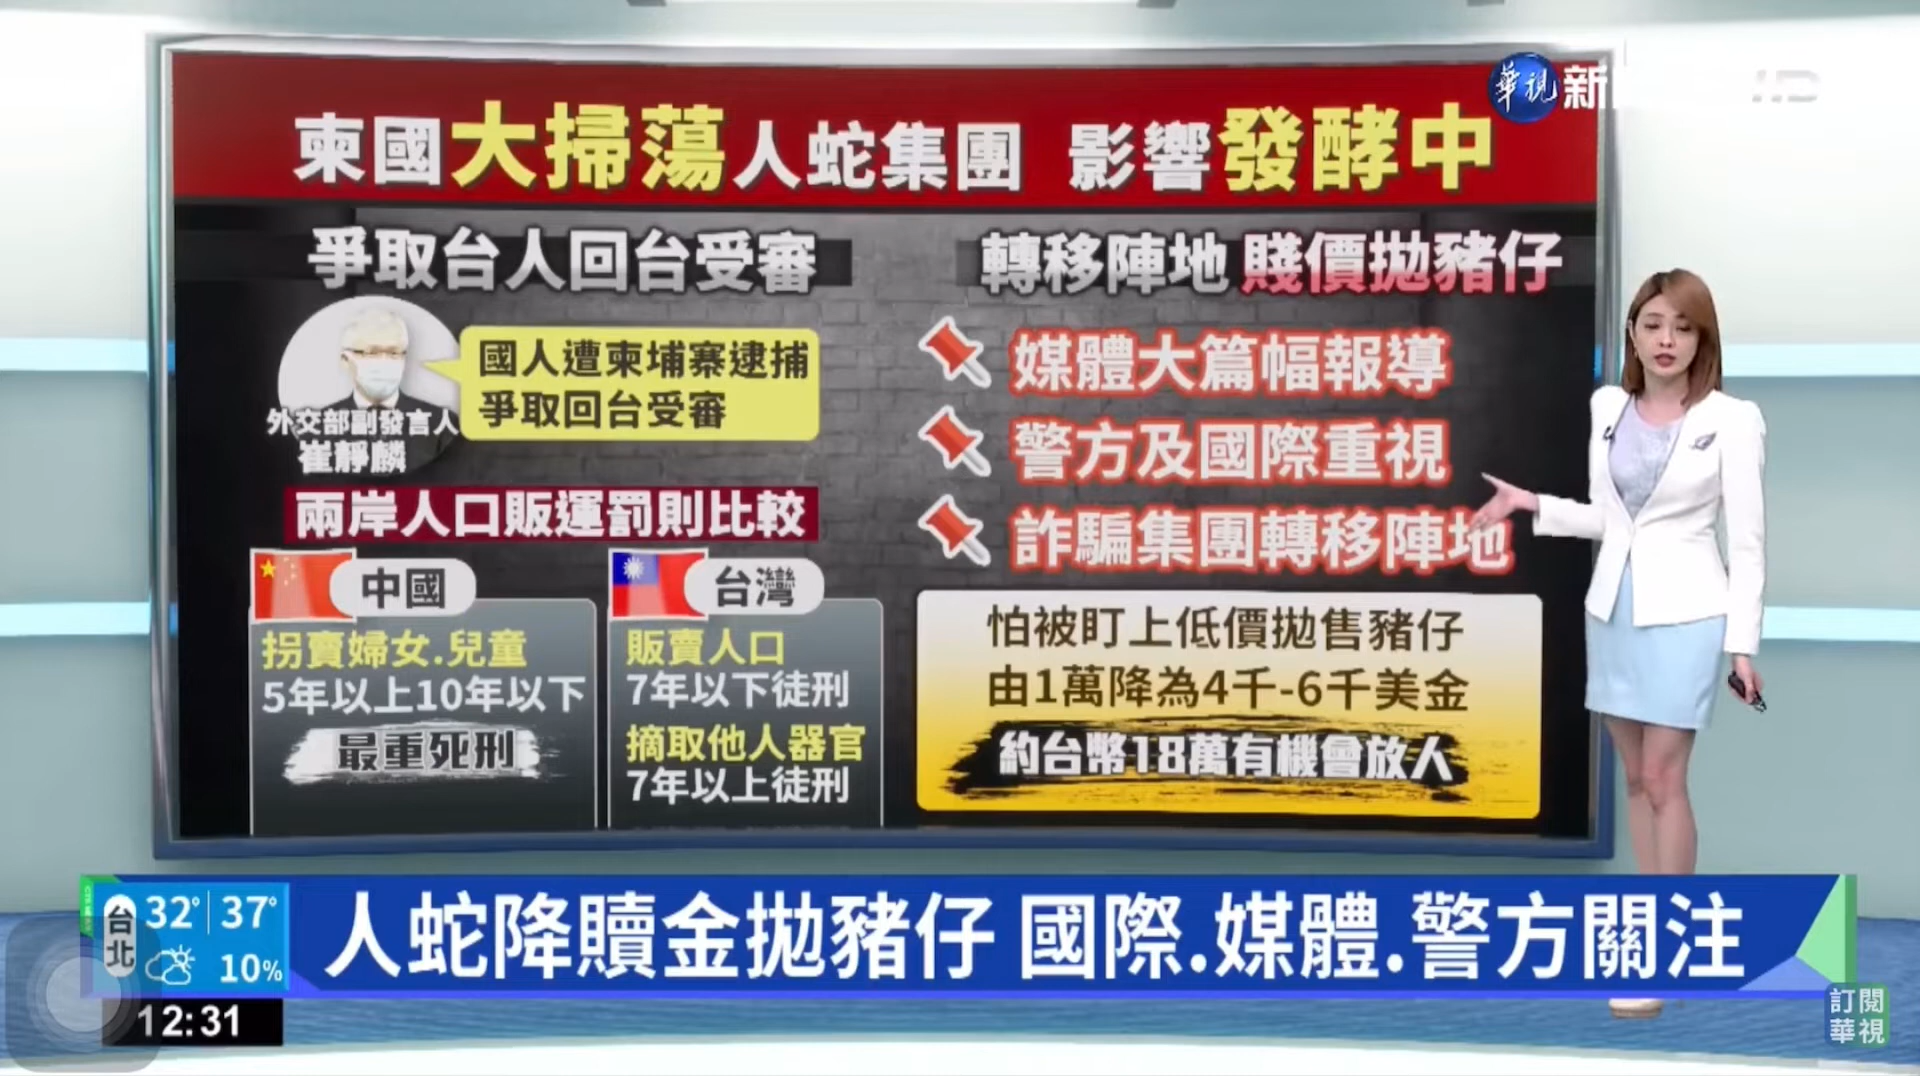 華視新
HD
柬國大掃蕩人蛇集團 影響發酵中
爭取台人回台受審
國人遭柬埔寨逮捕
爭取回台受審
外交部副發言人
崔靜麟
兩岸人口販運罰則比較
中國
拐賣婦女.兒童
5年以上10年以下
最重死刑
台灣
販賣人口
7年以下徒刑
摘取他人器官
7年以上徒刑
轉移陣地 賤價拋豬仔
媒體大篇幅報導
警方及國際重視
詐騙集團轉移陣地
怕被盯上低價拋售豬仔
由1萬降為4千-6千美金
約台幣18萬有機會放人
台北
32° 37°
10%
12:31
人蛇降贖金拋豬仔 國際.媒體.警方關注
訂閱
華視